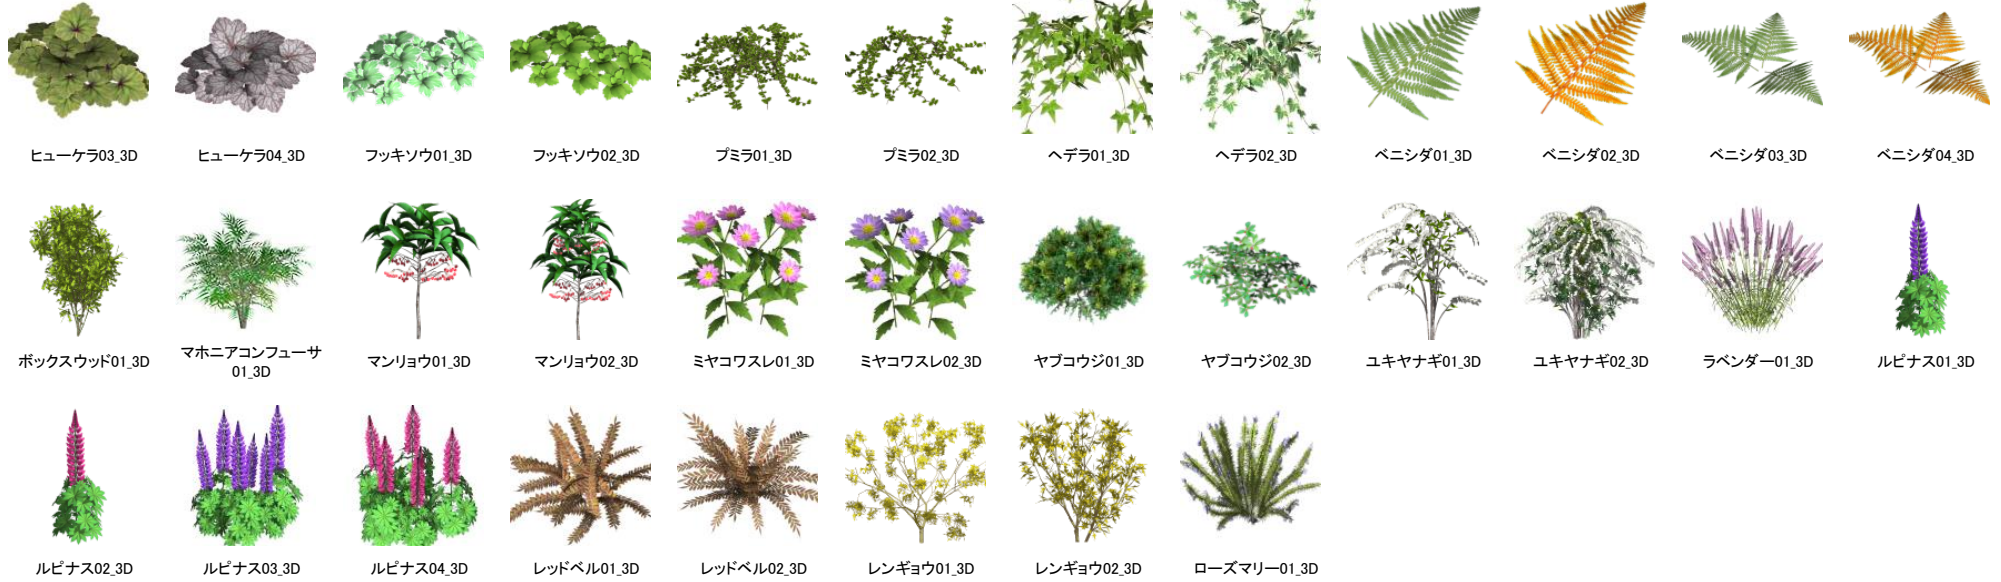 ヒューケラ03_3D
ヒューケラ04_3D
フッキソウ01_3D
フッキソウ02_3D
プミラ01_3D
プミラ02_3D
ヘデラ01_3D
ヘデラ02_3D
ベニシダ01_3D
ベニシダ02_3D
ベニシダ03_3D
ベニシダ04_3D
ボックスウッド01_3D
マホニアコンフューサ
01_3D
マンリョウ01_3D
マンリョウ02_3D
ミヤコワスレ01_3D
ミヤコワスレ02_3D
ヤブコウジ01_3D
ヤブコウジ02_3D
ユキヤナギ01_3D
ユキヤナギ02_3D
ラベンダー01_3D
ルピナス01_3D
ルピナス02_3D
ルピナス03_3D
ルピナス04_3D
レッドベル01_3D
レッドベル02_3D
レンギョウ01_3D
レンギョウ02_3D
ローズマリー01_3D